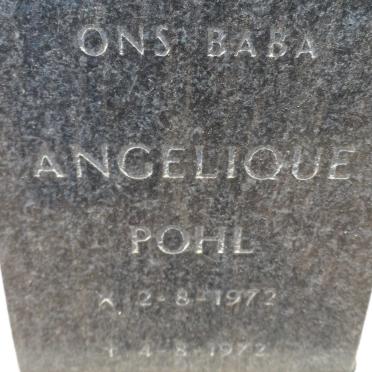 ONS BABA
ANGELIQUE
POHL
* 2-8-1972
+ 4-8-1972